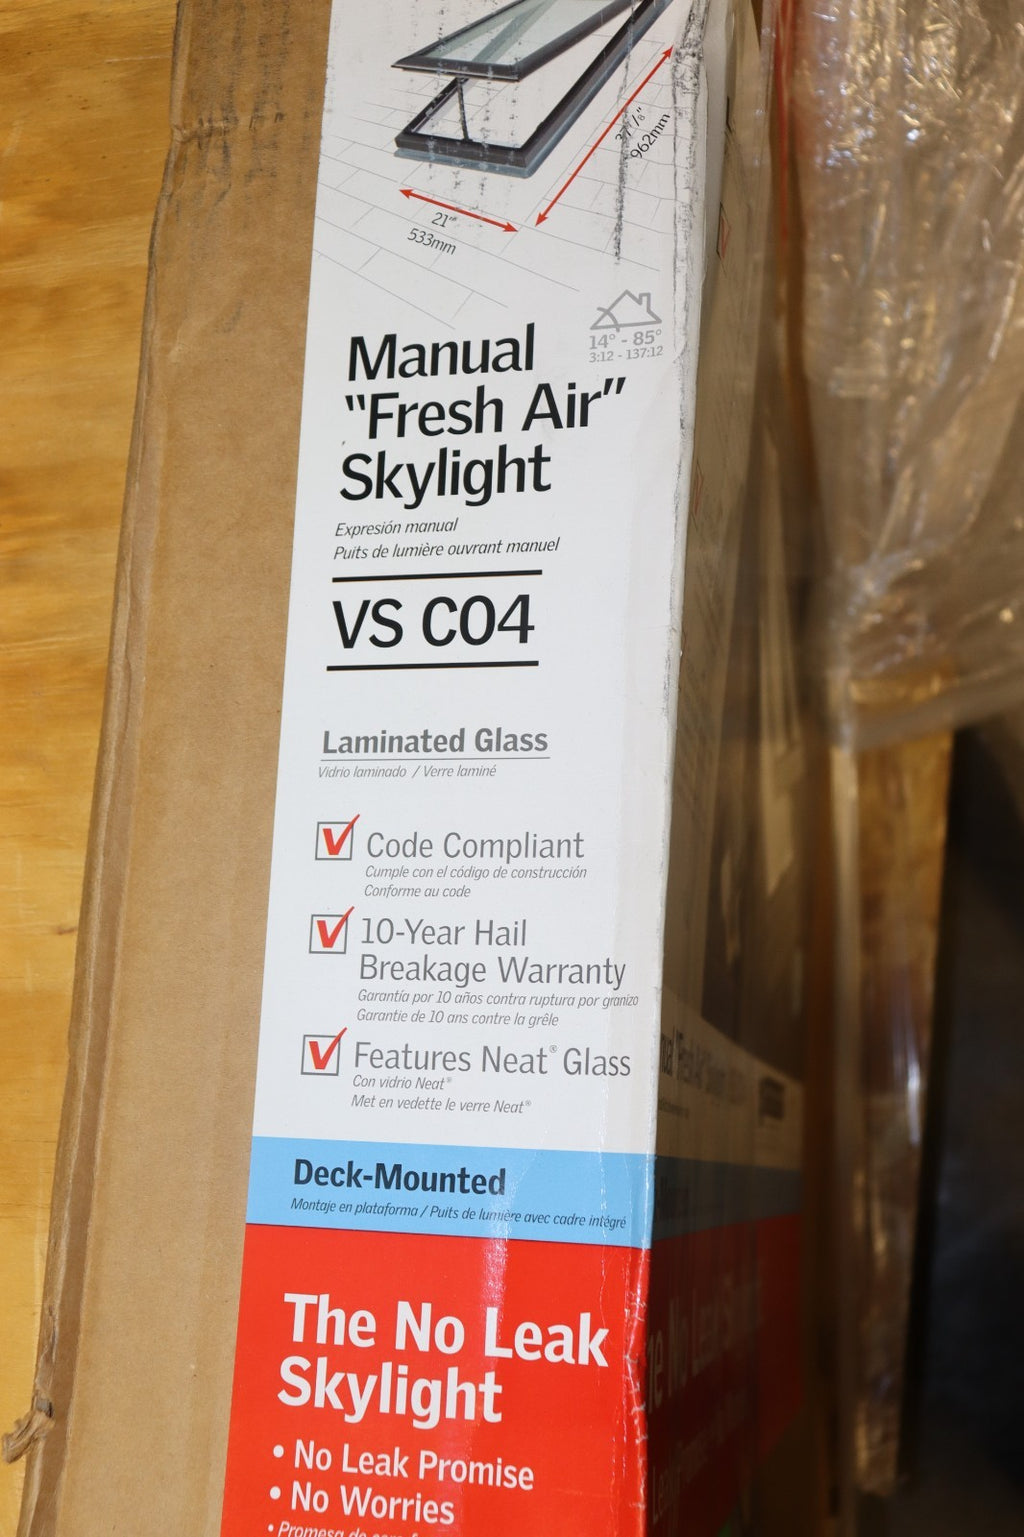 37 7/8"
962mm
21"
533mm
14° - 85°
3:12 - 137:12
Manual
"Fresh Air"
Skylight
Expresión manual
Puits de lumière ouvrant manuel
VS C04
Laminated Glass
Vidrio laminado / Verre laminé
Code Compliant
Cumple con el código de construcción
Conforme au code
10-Year Hail
Breakage Warranty
Garantía por 10 años contra ruptura por granizo
Garantie de 10 ans contre la grêle
Features Neat® Glass
Con vidrio Neat®
Met en vedette le verre Neat®
Deck-Mounted
Montaje en plataforma / Puits de lumière avec cadre intégré
The No Leak
Skylight
• No Leak Promise
• No Worries
• Promesa de